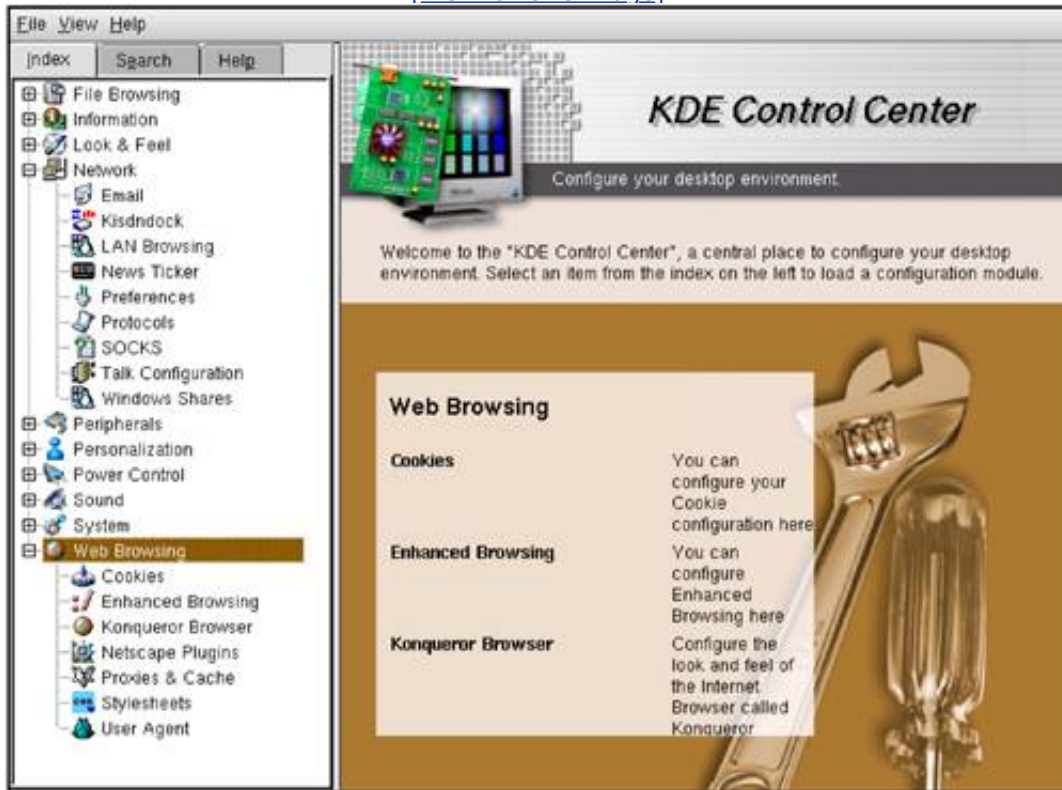 File View Help
Index Search Help
File Browsing
Information
Look & Feel
Network
Email
Kisdndock
LAN Browsing
News Ticker
Preferences
Protocols
SOCKS
Talk Configuration
Windows Shares
Peripherals
Personalization
Power Control
Sound
System
Web Browsing
Cookies
Enhanced Browsing
Konqueror Browser
Netscape Plugins
Proxies & Cache
Stylesheets
User Agent
KDE Control Center
Configure your desktop environment.
Welcome to the "KDE Control Center", a central place to configure your desktop
environment. Select an item from the index on the left to load a configuration module.
Web Browsing
Cookies
You can
configure your
Cookie
configuration here
Enhanced Browsing
You can
configure
Enhanced
Browsing here
Konqueror Browser
Configure the
look and feel of
the Internet
Browser called
Konqueror